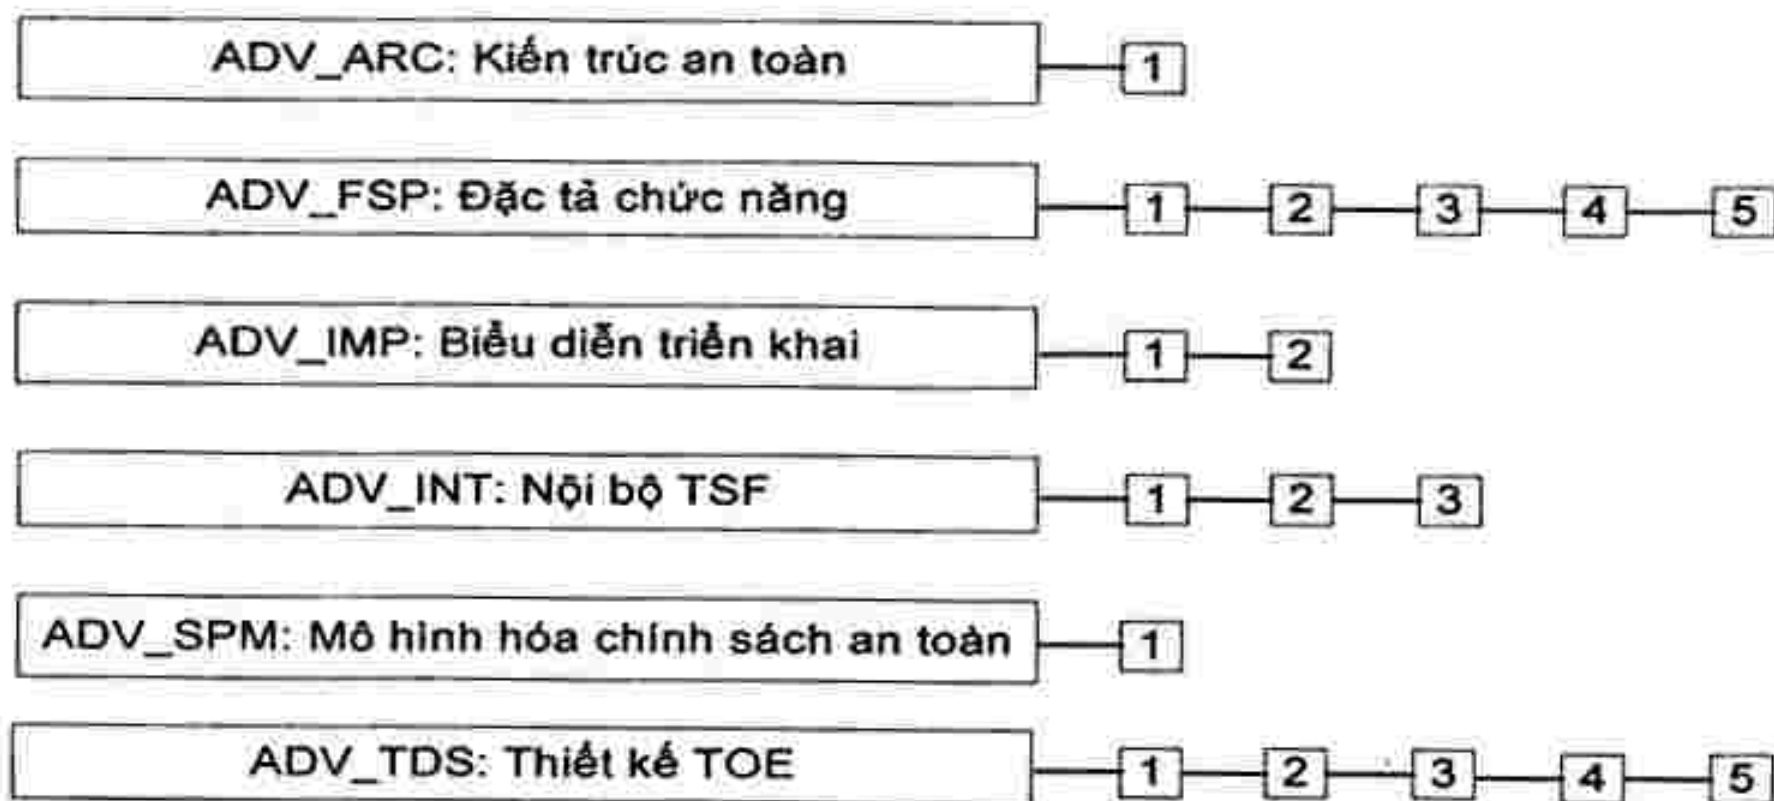 ADV_ARC: Kiến trúc an toàn 1
ADV_FSP: Đặc tả chức năng 1 2 3 4 5
ADV_IMP: Biểu diễn triển khai 1 2
ADV_INT: Nội bộ TSF 1 2 3
ADV_SPM: Mô hình hóa chính sách an toàn 1
ADV_TDS: Thiết kế TOE 1 2 3 4 5